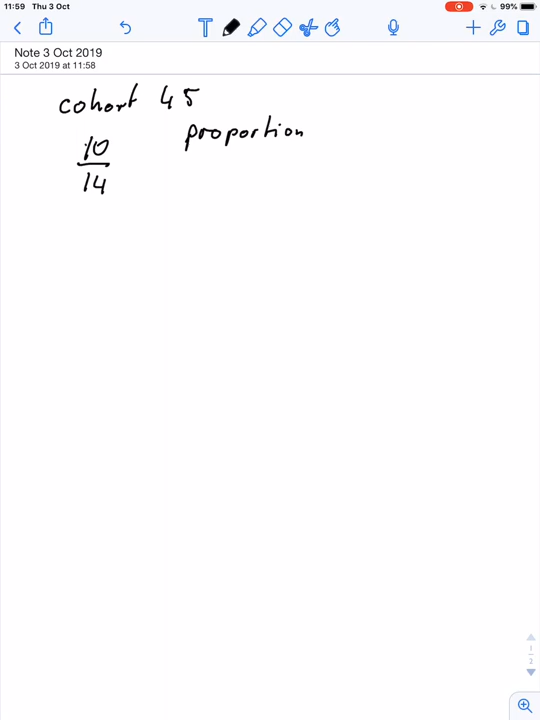 11:59 Thu 3 Oct 99%
T
Note 3 Oct 2019
3 Oct 2019 at 11:58
cohort 45
proportion
10
14
1
2